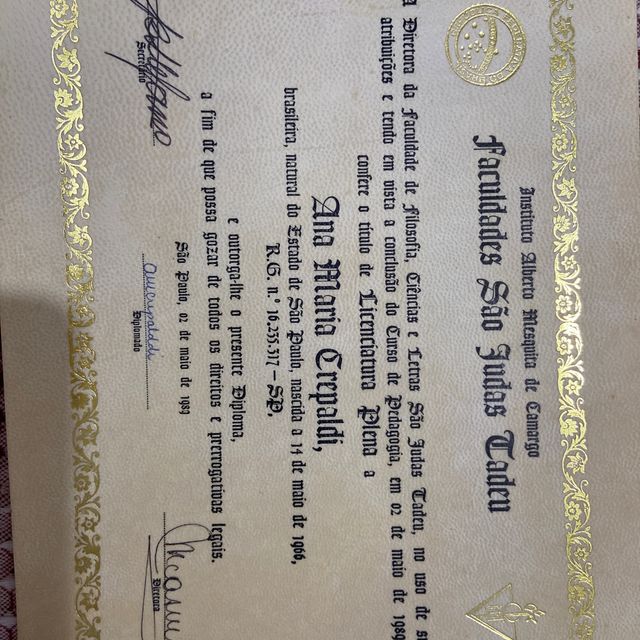 Instituto Alberto Mesquita de Camargo
Faculdades São Judas Tadeu
A Diretora da Faculdade de Filosofia, Ciências e Letras São Judas Tadeu, no uso de
atribuições e tendo em vista a conclusão do Curso de Pedagogia, em 02 de maio de 1989
confere o título de Licenciatura Plena a
Ana Maria Crepaldi,
brasileira, natural do Estado de São Paulo, nascida a 14 de maio de 1966,
R.G. n.º 16.235.317 - SP,
e outorga-lhe o presente Diploma,
a fim de que possa gozar de todos os direitos e prerrogativas legais.
São Paulo, 02 de maio de 1989
Secretário
Diplomado
Diretora